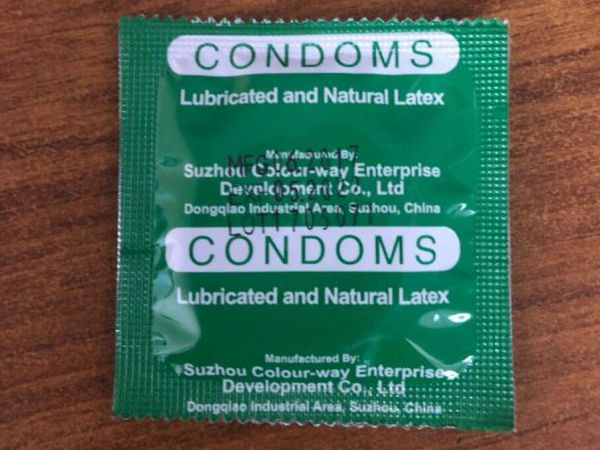 CONDOMS
Lubricated and Natural Latex
Manufactured By:
Suzhou Colour-way Enterprise
Development Co., Ltd
Dongqiao Industrial Area, Suzhou, China
CONDOMS
Lubricated and Natural Latex
Manufactured By:
Suzhou Colour-way Enterprise
Development Co., Ltd
Dongqiao Industrial Area, Suzhou, China